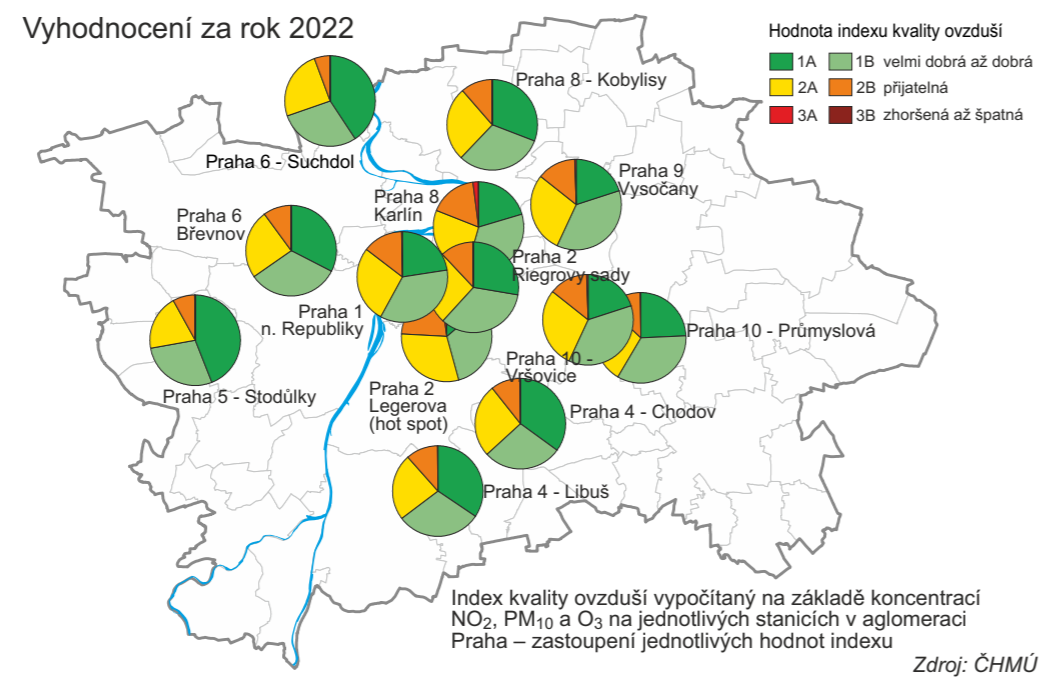 Vyhodnocení za rok 2022
Hodnota indexu kvality ovzduší
1A 1B velmi dobrá až dobrá
2A 2B přijatelná
3A 3B zhoršená až špatná
Praha 8 - Kobylisy
Praha 6 - Suchdol
Praha 9
Vysočany
Praha 8
Karlín
Praha 6
Břevnov
Praha 2
Riegrovy sady
Praha 1
n. Republiky
Praha 10 - Průmyslová
Praha 10 -
Vršovice
Praha 5 - Stodůlky
Praha 2
Legerova
(hot spot)
Praha 4 - Chodov
Praha 4 - Libuš
Index kvality ovzduší vypočítaný na základě koncentrací
NO₂, PM₁₀ a O₃ na jednotlivých stanicích v aglomeraci
Praha – zastoupení jednotlivých hodnot indexu
Zdroj: ČHMÚ